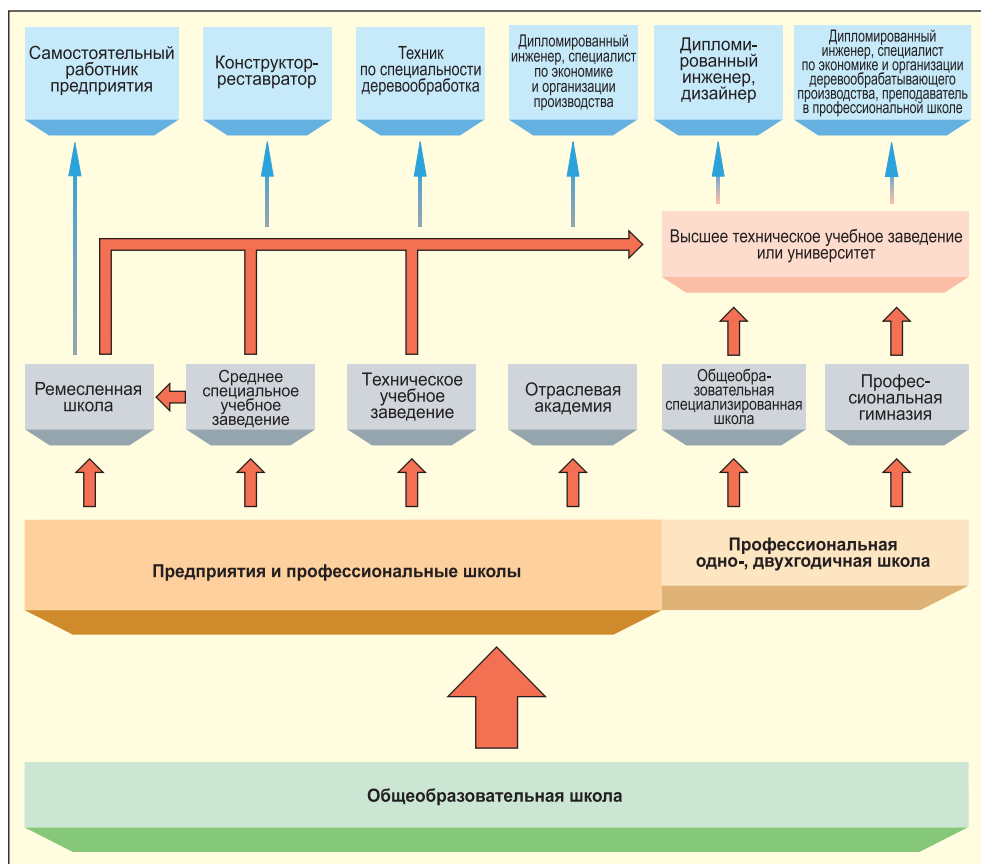 Самостоятельный
работник
предприятия
Конструктор-
реставратор
Техник
по специальности
деревообработка
Дипломированный
инженер, специалист
по экономике
и организации
производства
Дипломи-
рованный
инженер,
дизайнер
Дипломированный
инженер, специалист
по экономике и организации
деревообрабатывающего
производства, преподаватель
в профессиональной школе
Высшее техническое учебное заведение
или университет
Ремесленная
школа
Среднее
специальное
учебное
заведение
Техническое
учебное
заведение
Отраслевая
академия
Общеобра-
зовательная
специализированная
школа
Профес-
сиональная
гимназия
Предприятия и профессиональные школы
Профессиональная
одно-, двухгодичная школа
Общеобразовательная школа